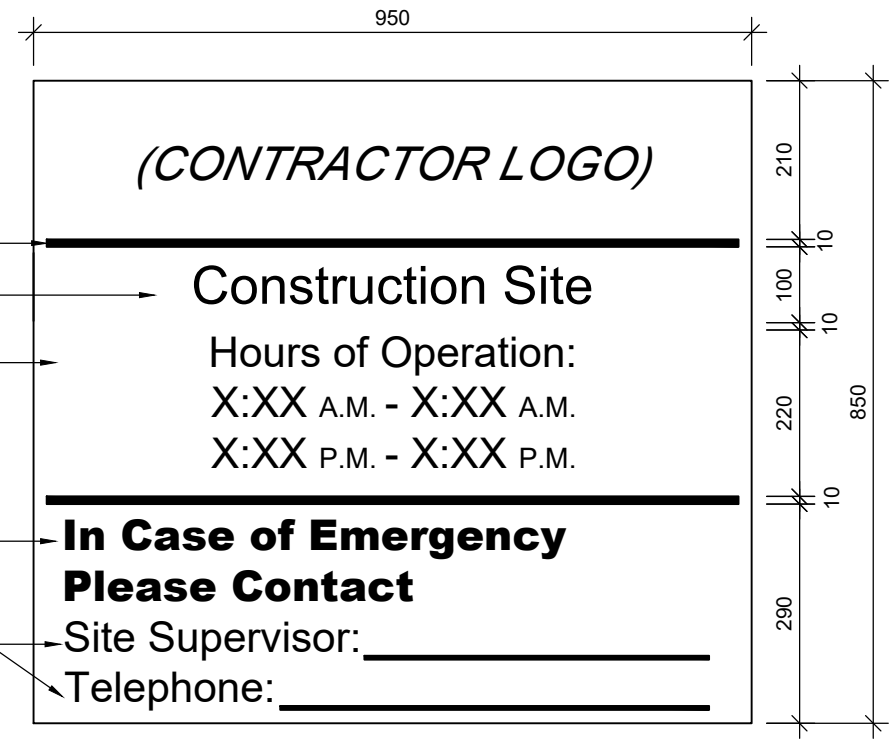 950
(CONTRACTOR LOGO)
210
10
Construction Site
100
10
Hours of Operation:
X:XX A.M. - X:XX A.M.
X:XX P.M. - X:XX P.M.
220
850
10
In Case of Emergency
Please Contact
290
Site Supervisor:
Telephone: